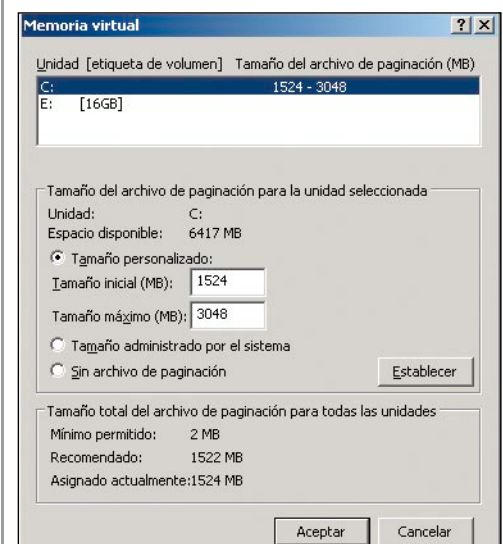 Memoria virtual
Unidad [etiqueta de volumen] Tamaño del archivo de paginación (MB)
C: 1524 - 3048
E: [16GB]
Tamaño del archivo de paginación para la unidad seleccionada
Unidad: C:
Espacio disponible: 6417 MB
Tamaño personalizado:
Tamaño inicial (MB): 1524
Tamaño máximo (MB): 3048
Tamaño administrado por el sistema
Sin archivo de paginación
Establecer
Tamaño total del archivo de paginación para todas las unidades
Mínimo permitido: 2 MB
Recomendado: 1522 MB
Asignado actualmente:1524 MB
Aceptar Cancelar